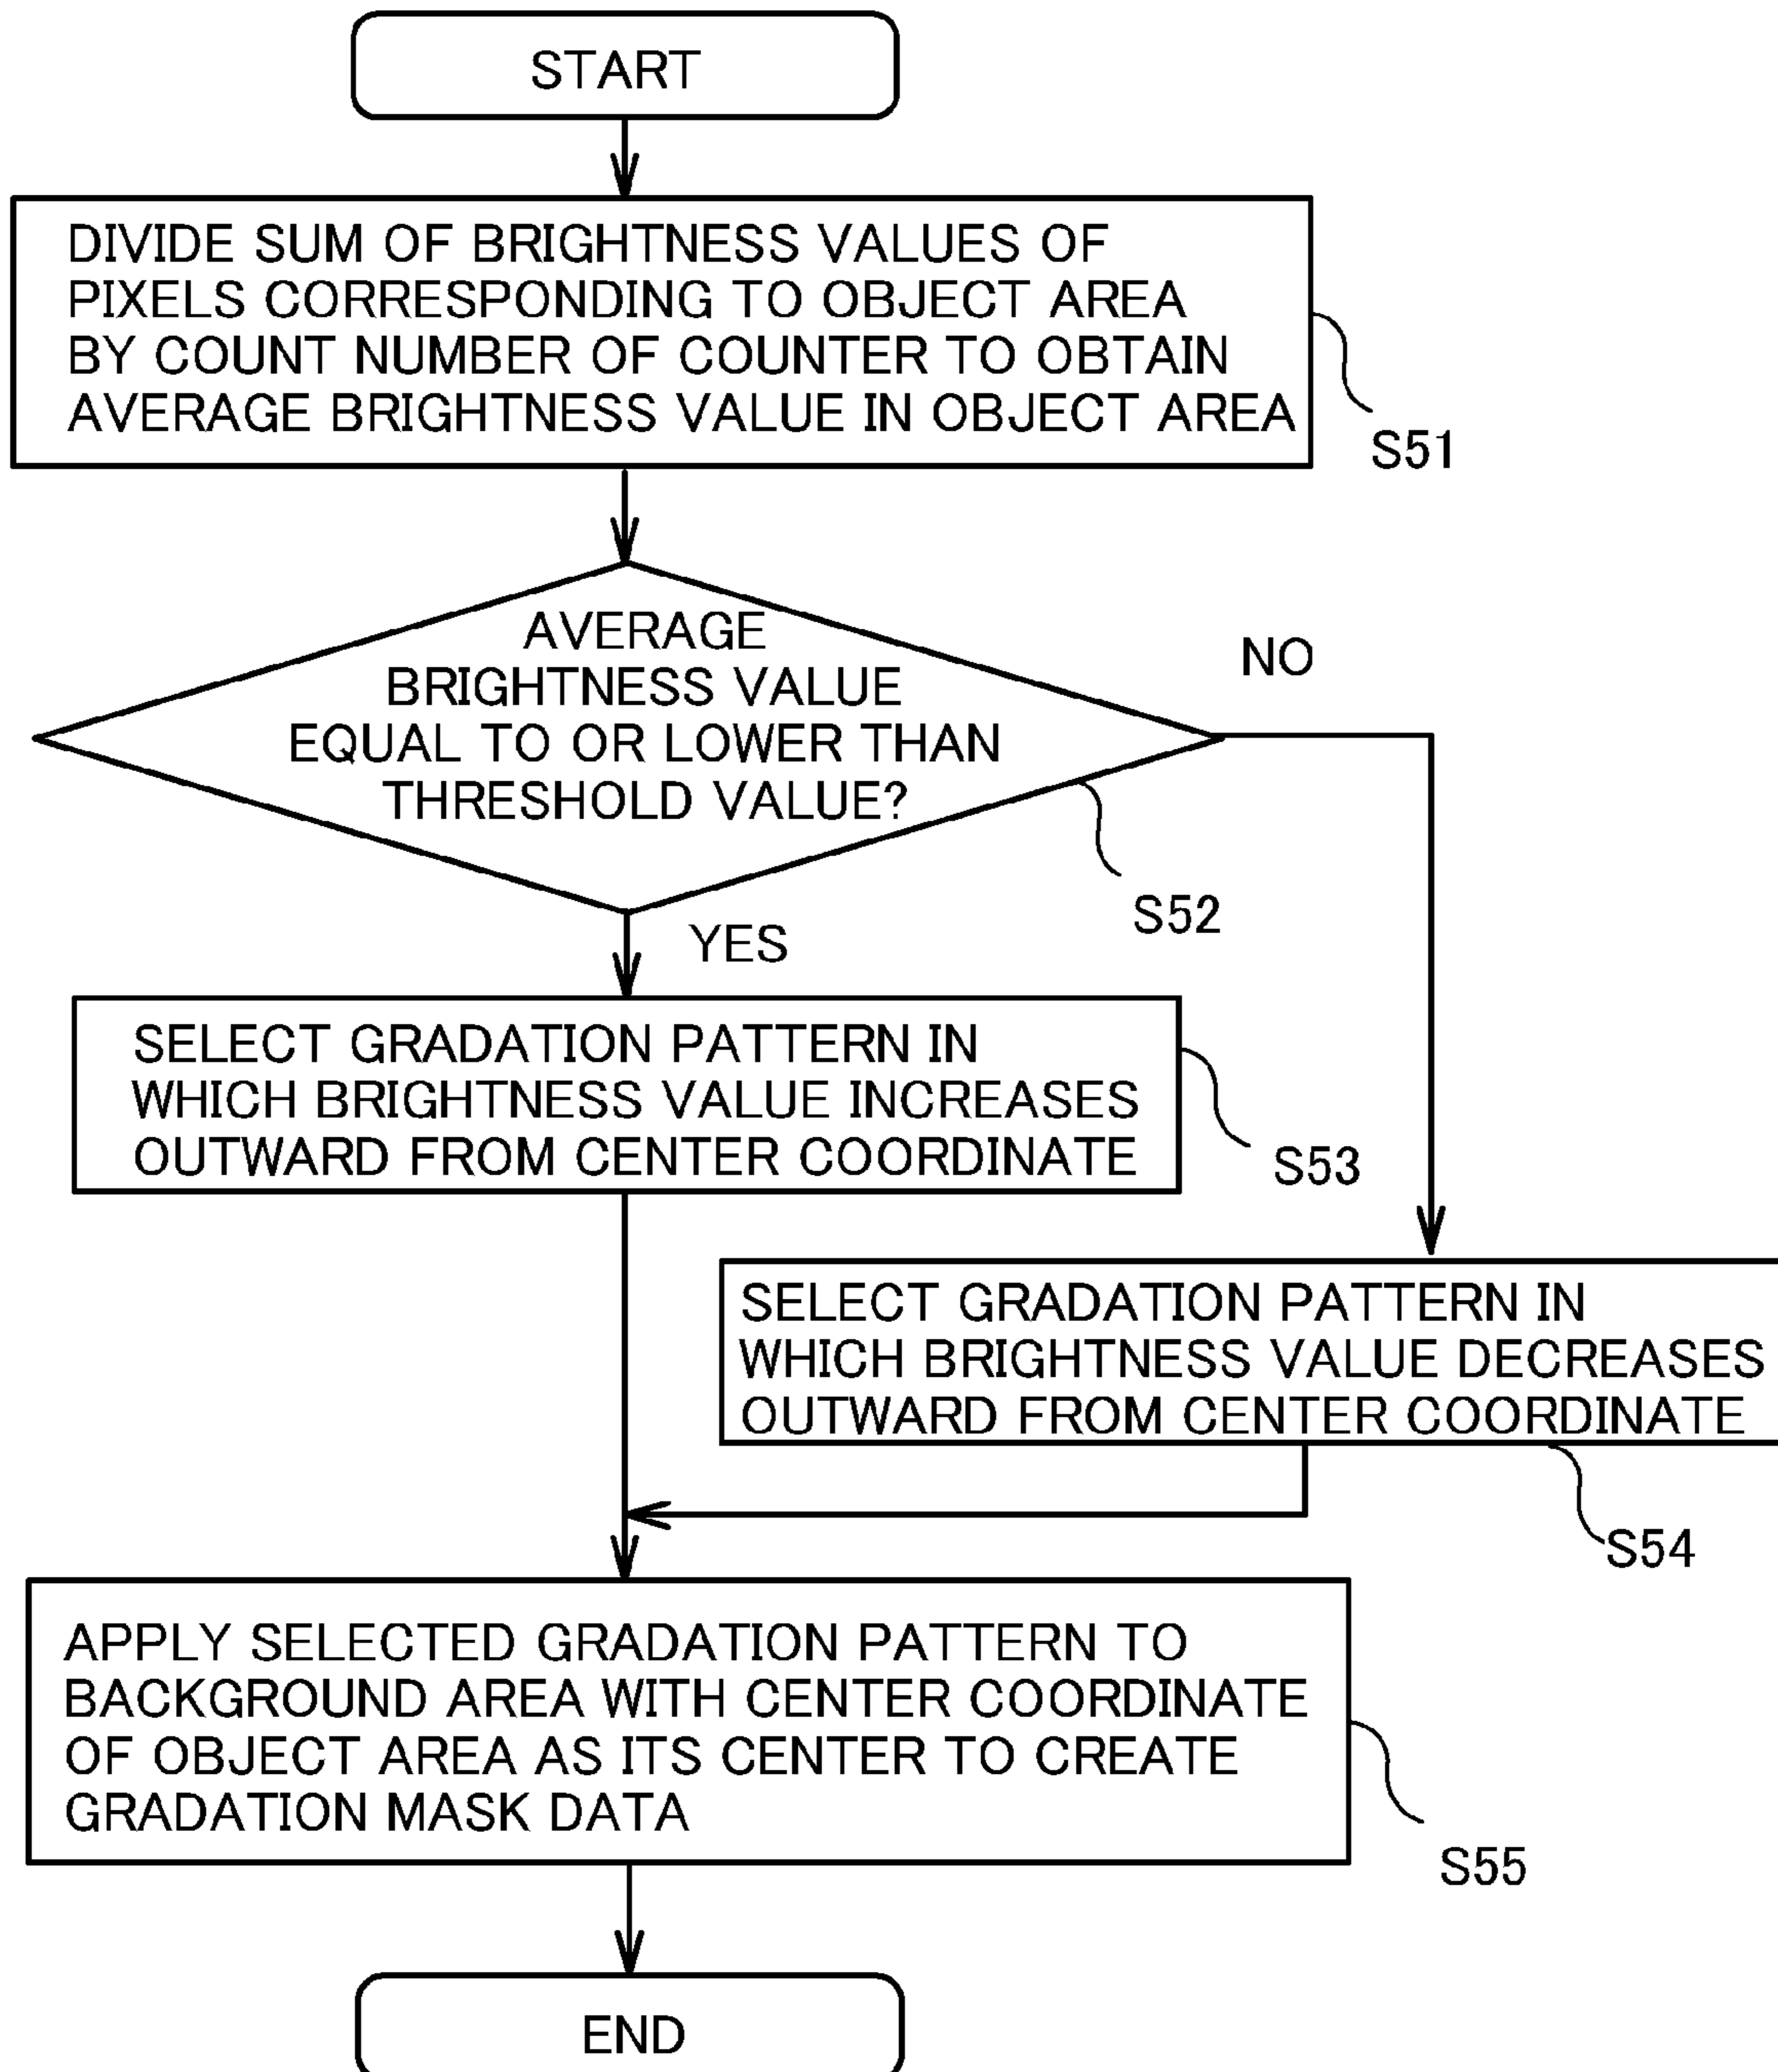 START
DIVIDE SUM OF BRIGHTNESS VALUES OF
PIXELS CORRESPONDING TO OBJECT AREA
BY COUNT NUMBER OF COUNTER TO OBTAIN
AVERAGE BRIGHTNESS VALUE IN OBJECT AREA
S51
AVERAGE
BRIGHTNESS VALUE
EQUAL TO OR LOWER THAN
THRESHOLD VALUE?
NO
S52
YES
SELECT GRADATION PATTERN IN
WHICH BRIGHTNESS VALUE INCREASES
OUTWARD FROM CENTER COORDINATE
S53
SELECT GRADATION PATTERN IN
WHICH BRIGHTNESS VALUE DECREASES
OUTWARD FROM CENTER COORDINATE
S54
APPLY SELECTED GRADATION PATTERN TO
BACKGROUND AREA WITH CENTER COORDINATE
OF OBJECT AREA AS ITS CENTER TO CREATE
GRADATION MASK DATA
S55
END